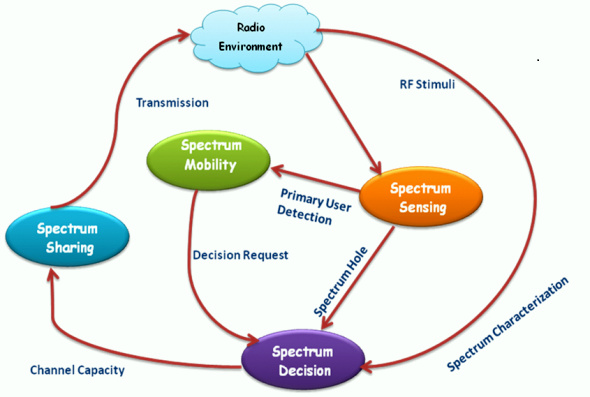 Radio
Environment
RF Stimuli
Transmission
Spectrum
Mobility
Spectrum
Sensing
Primary User
Detection
Spectrum
Sharing
Decision Request
Spectrum Hole
Spectrum Characterization
Spectrum
Decision
Channel Capacity